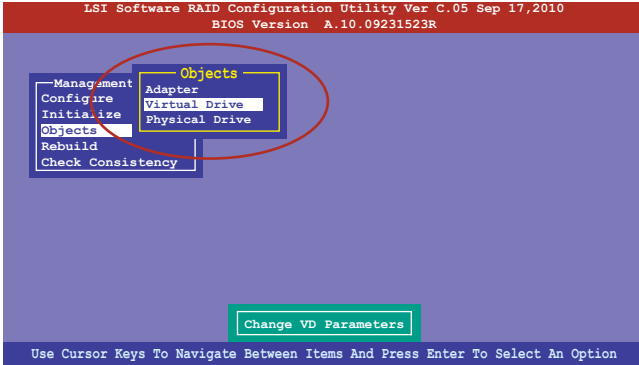 LSI Software RAID Configuration Utility Ver C.05 Sep 17,2010
BIOS Version A.10.09231523R
Management
Configure
Initialize
Objects
Rebuild
Check Consistency
Objects
Adapter
Virtual Drive
Physical Drive
Change VD Parameters
Use Cursor Keys To Navigate Between Items And Press Enter To Select An Option